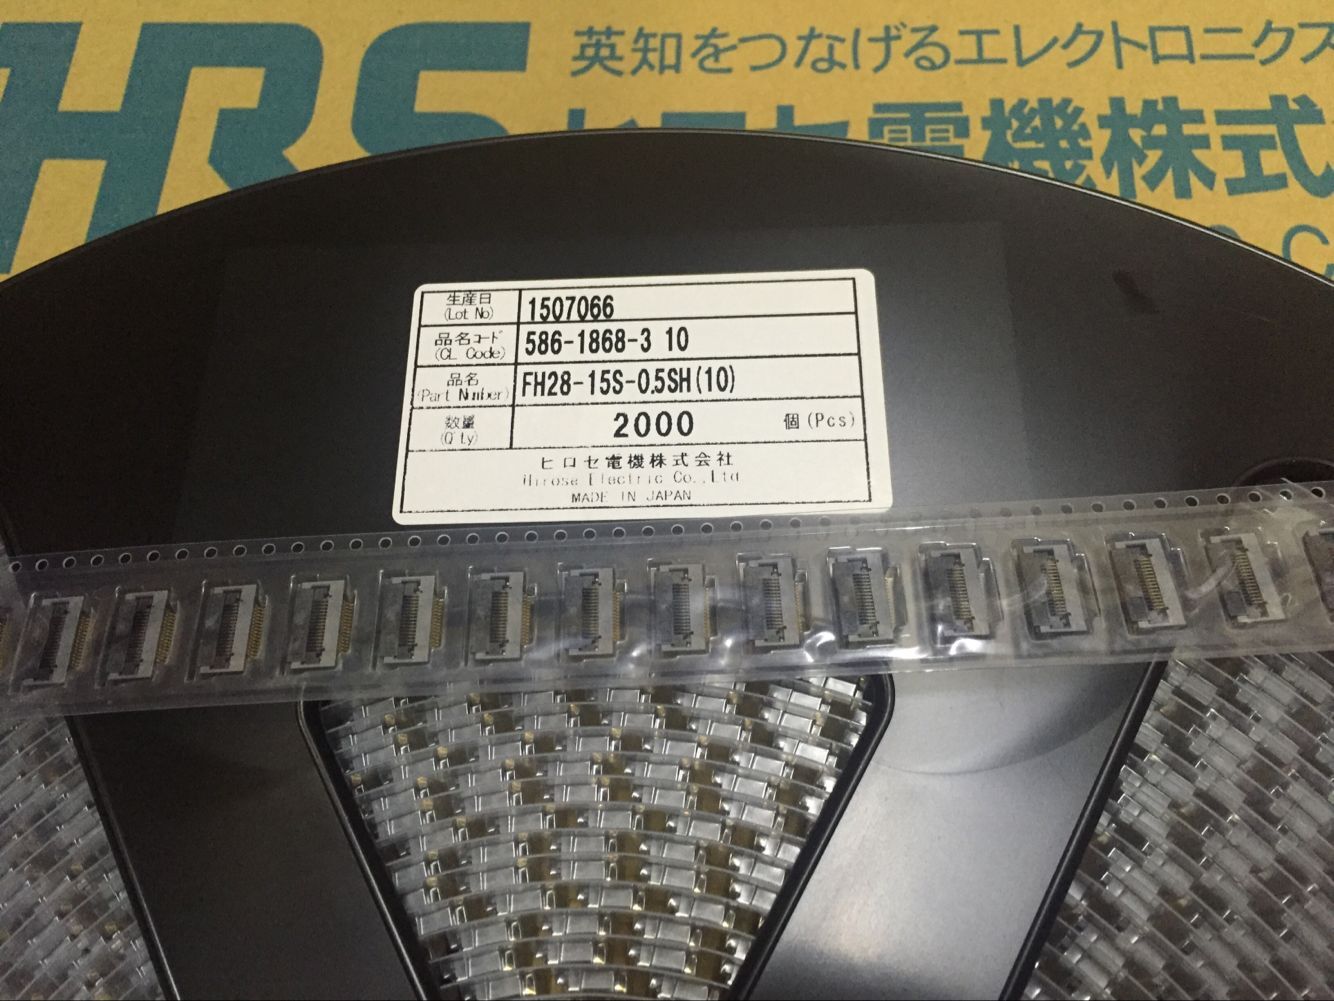 HRS
英知をつなげるエレクトロニクス
ヒロセ電機株式
生産日
(Lot No)
1507066
品名コード
(CL Code)
586-1868-3 10
品名
(Part Number)
FH28-15S-0.5SH(10)
数量
(Q'ty)
2000 個(Pcs)
ヒロセ電機株式会社
Hirose Electric Co.,Ltd
MADE IN JAPAN